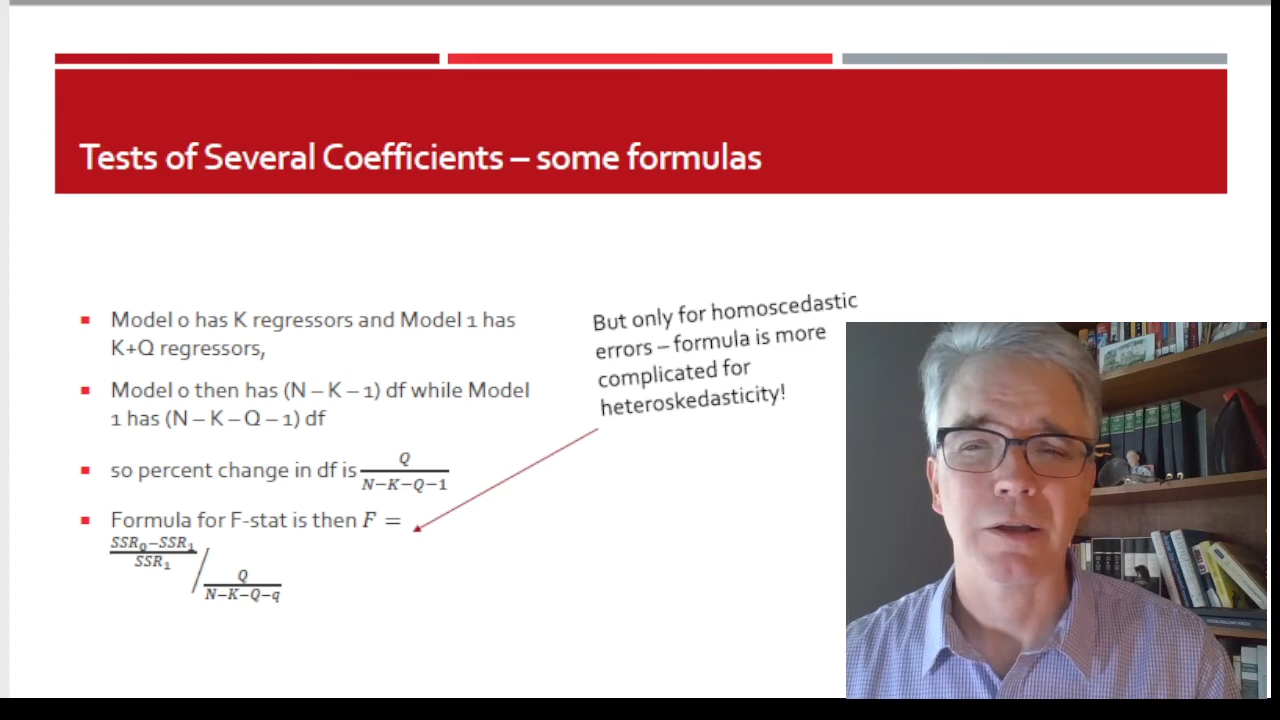 Tests of Several Coefficients – some formulas
Model 0 has K regressors and Model 1 has
K+Q regressors,
Model 0 then has (N – K – 1) df while Model
1 has (N – K – Q – 1) df
so percent change in df is Q/(N−K−Q−1)
Formula for F-stat is then F =
(SSR₀−SSR₁)/SSR₁ / Q/(N−K−Q−q)
But only for homoscedastic
errors – formula is more
complicated for
heteroskedasticity!